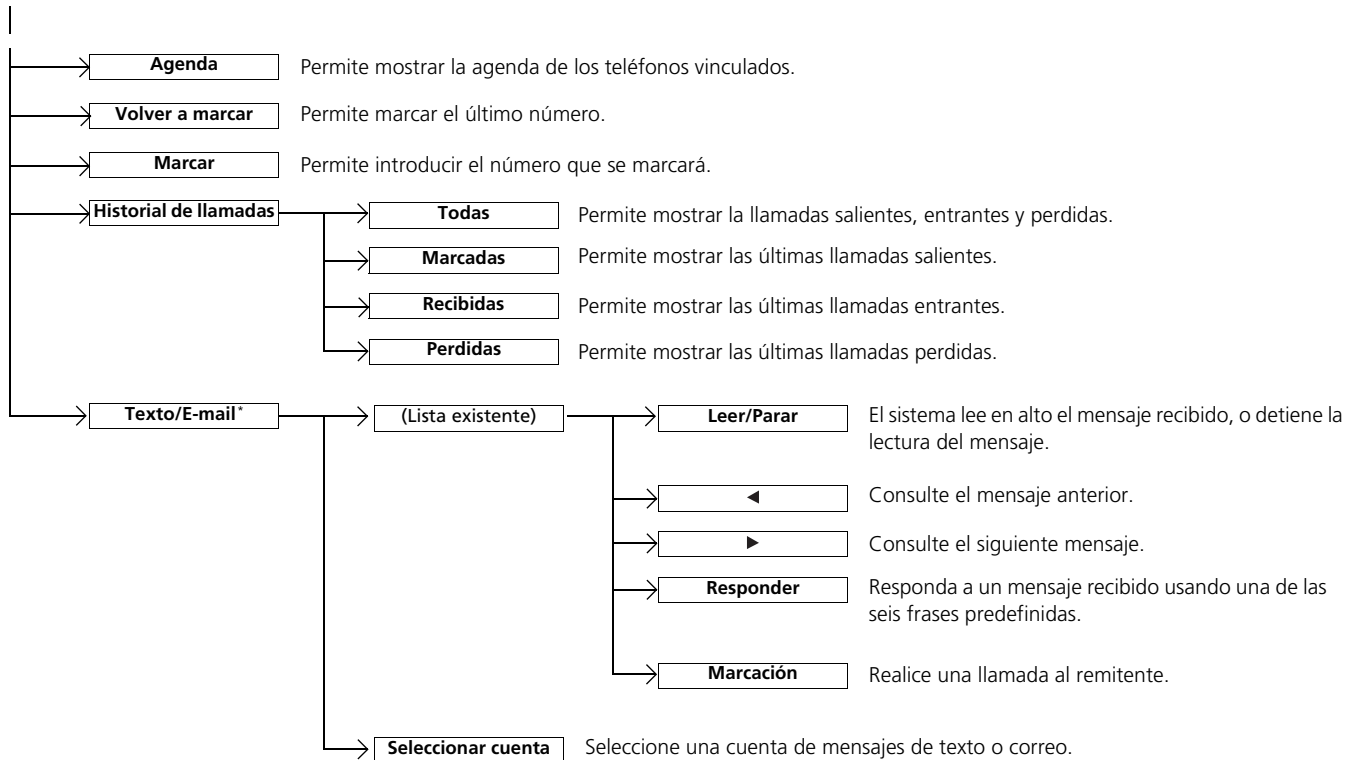 Agenda Permite mostrar la agenda de los teléfonos vinculados.
Volver a marcar Permite marcar el último número.
Marcar Permite introducir el número que se marcará.
Historial de llamadas Todas Permite mostrar la llamadas salientes, entrantes y perdidas.
Marcadas Permite mostrar las últimas llamadas salientes.
Recibidas Permite mostrar las últimas llamadas entrantes.
Perdidas Permite mostrar las últimas llamadas perdidas.
Texto/E-mail* (Lista existente) Leer/Parar El sistema lee en alto el mensaje recibido, o detiene la
lectura del mensaje.
◄ Consulte el mensaje anterior.
► Consulte el siguiente mensaje.
Responder Responda a un mensaje recibido usando una de las
seis frases predefinidas.
Marcación Realice una llamada al remitente.
Seleccionar cuenta Seleccione una cuenta de mensajes de texto o correo.